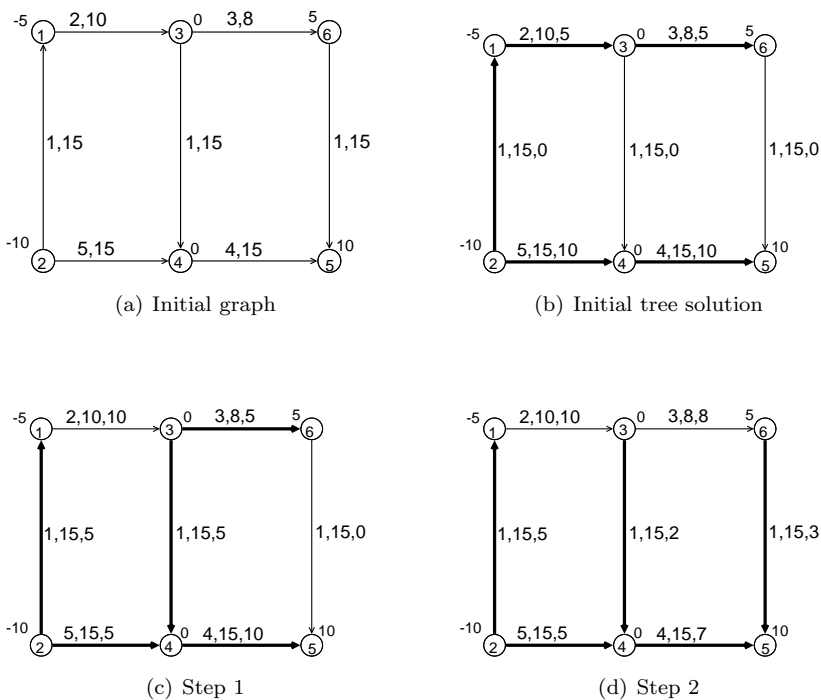 -5 2,10 0 3,8 5
1 3 6
1,15 1,15 1,15
-10 5,15 0 4,15 10
2 4 5
(a) Initial graph
-5 2,10,5 0 3,8,5 5
1 3 6
1,15,0 1,15,0 1,15,0
-10 5,15,10 0 4,15,10 10
2 4 5
(b) Initial tree solution
-5 2,10,10 0 3,8,5 5
1 3 6
1,15,5 1,15,5 1,15,0
-10 5,15,5 0 4,15,10 10
2 4 5
(c) Step 1
-5 2,10,10 0 3,8,8 5
1 3 6
1,15,5 1,15,2 1,15,3
-10 5,15,5 0 4,15,7 10
2 4 5
(d) Step 2